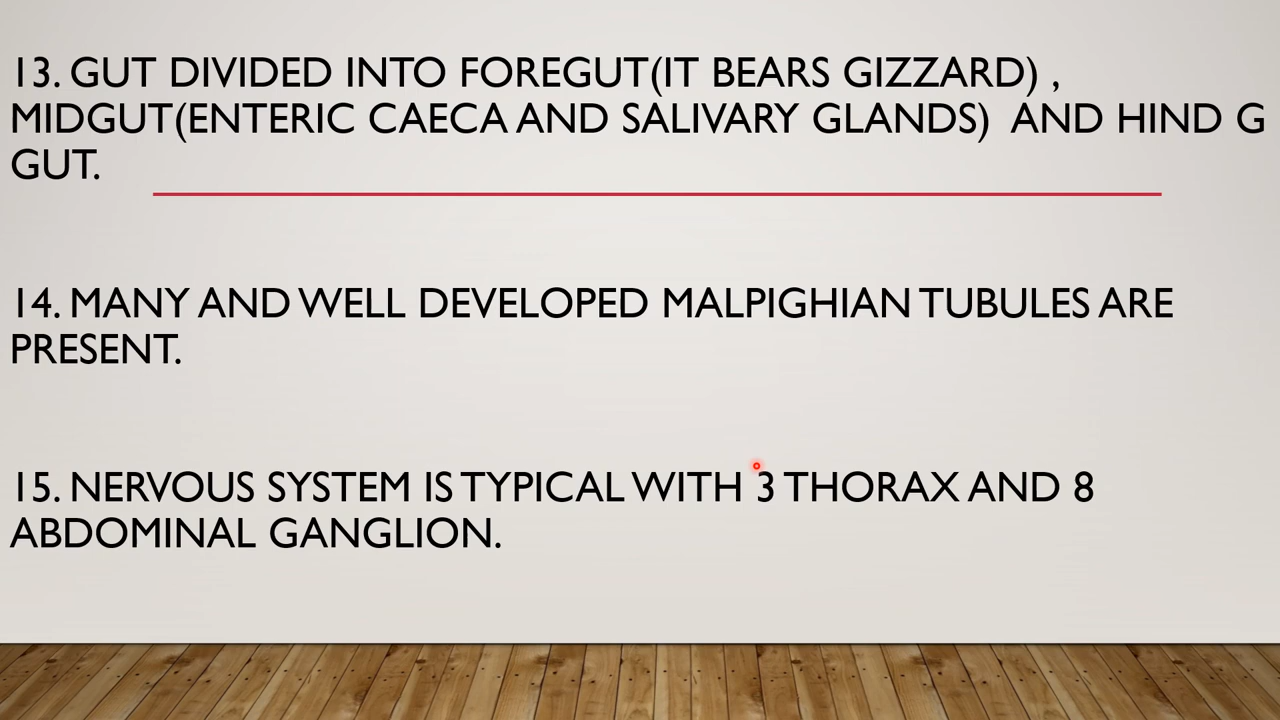 13. GUT DIVIDED INTO FOREGUT(IT BEARS GIZZARD) ,
MIDGUT(ENTERIC CAECA AND SALIVARY GLANDS)  AND HIND G
GUT.
14. MANY AND WELL DEVELOPED MALPIGHIAN TUBULES ARE
PRESENT.
15. NERVOUS SYSTEM IS TYPICAL WITH 3 THORAX AND 8
ABDOMINAL GANGLION.